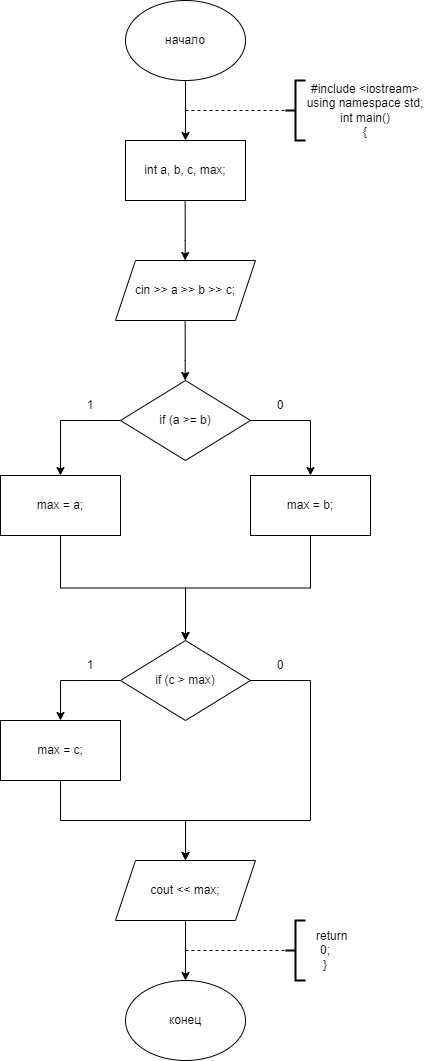 начало
#include <iostream>
using namespace std;
int main()
{
int a, b, c, max;
cin >> a >> b >> c;
if (a >= b)
1
0
max = a;
max = b;
if (c > max)
1
0
max = c;
cout << max;
return
0;
}
конец